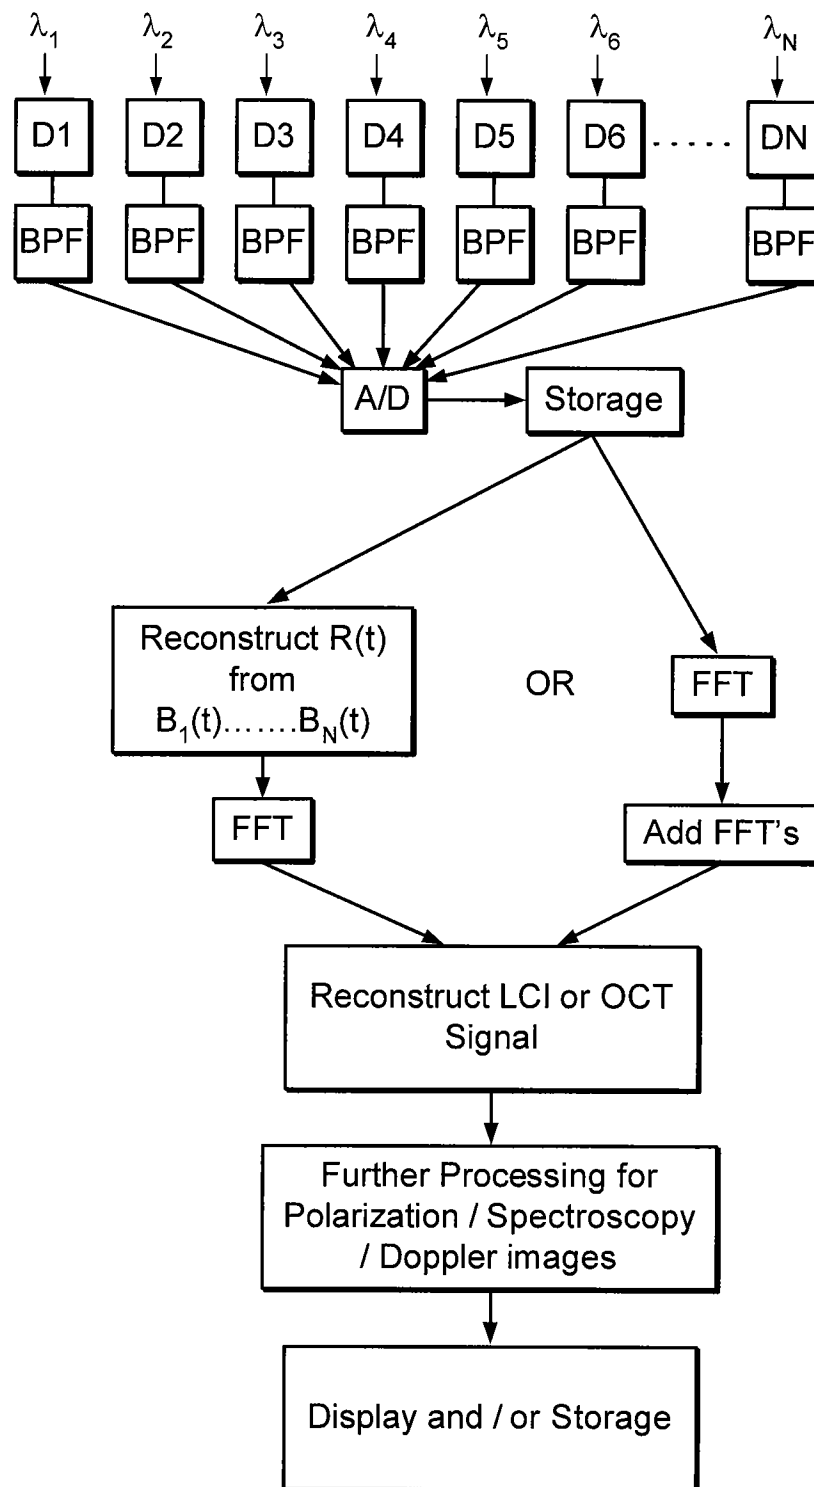 λ1 λ2 λ3 λ4 λ5 λ6 λN
D1 D2 D3 D4 D5 D6 ..... DN
BPF BPF BPF BPF BPF BPF BPF
A/D Storage
Reconstruct R(t)
from
B1(t).......BN(t)
OR
FFT
FFT
Add FFT's
Reconstruct LCI or OCT
Signal
Further Processing for
Polarization / Spectroscopy
/ Doppler images
Display and / or Storage